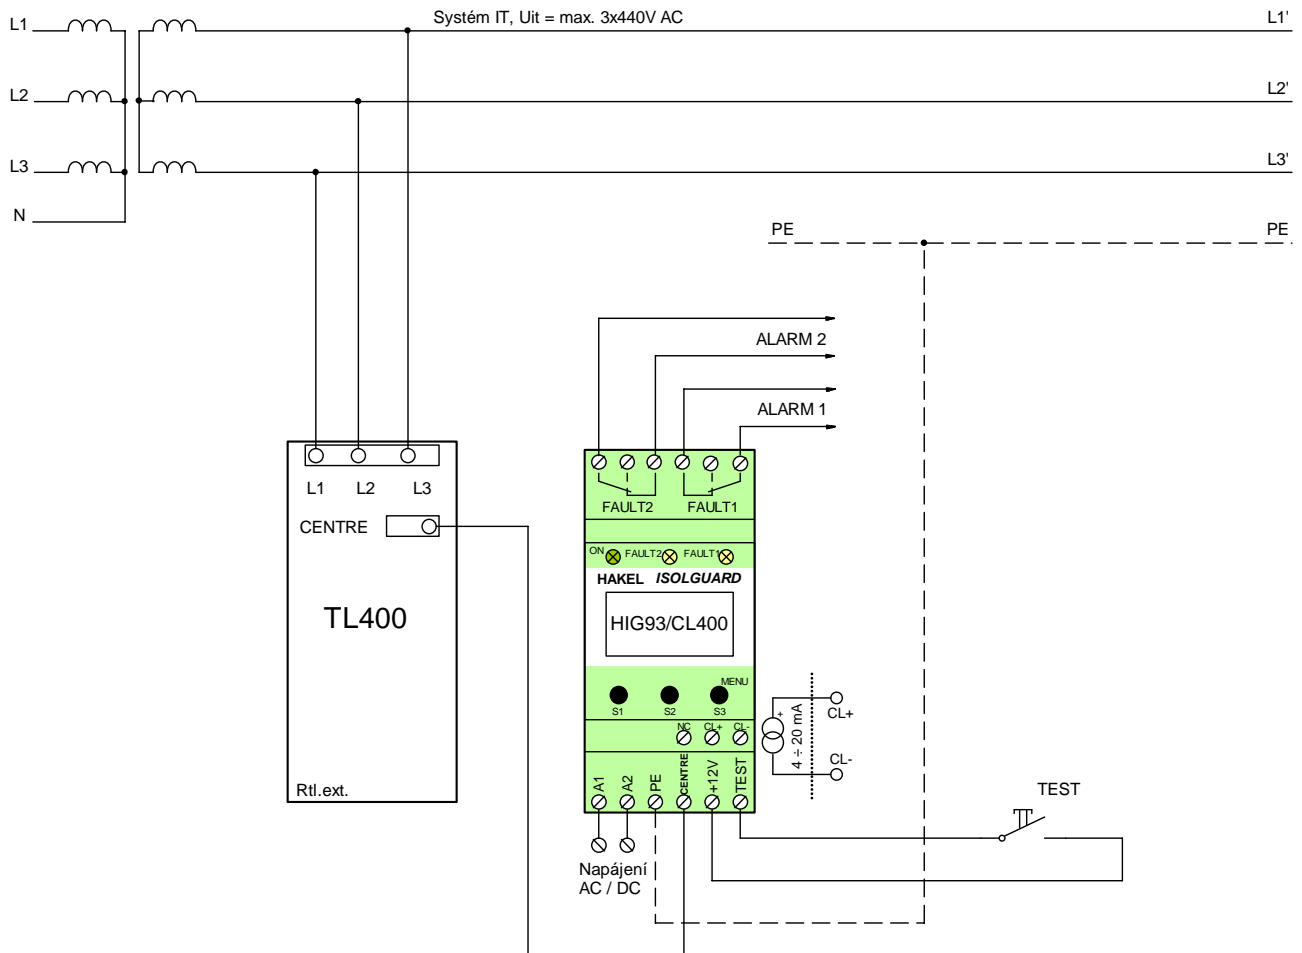 L1
Systém IT, Uit = max. 3x440V AC
L1'
L2
L2'
L3
L3'
N
PE
PE
ALARM 2
ALARM 1
L1 L2 L3
CENTRE
TL400
Rtl.ext.
FAULT2 FAULT1
ON FAULT2 FAULT1
HAKEL ISOLGUARD
HIG93/CL400
MENU
S1 S2 S3
NC CL+ CL-
A1
A2
PE
CENTRE
+12V
TEST
+
4 ÷ 20 mA
CL+
CL-
TEST
Napájení
AC / DC